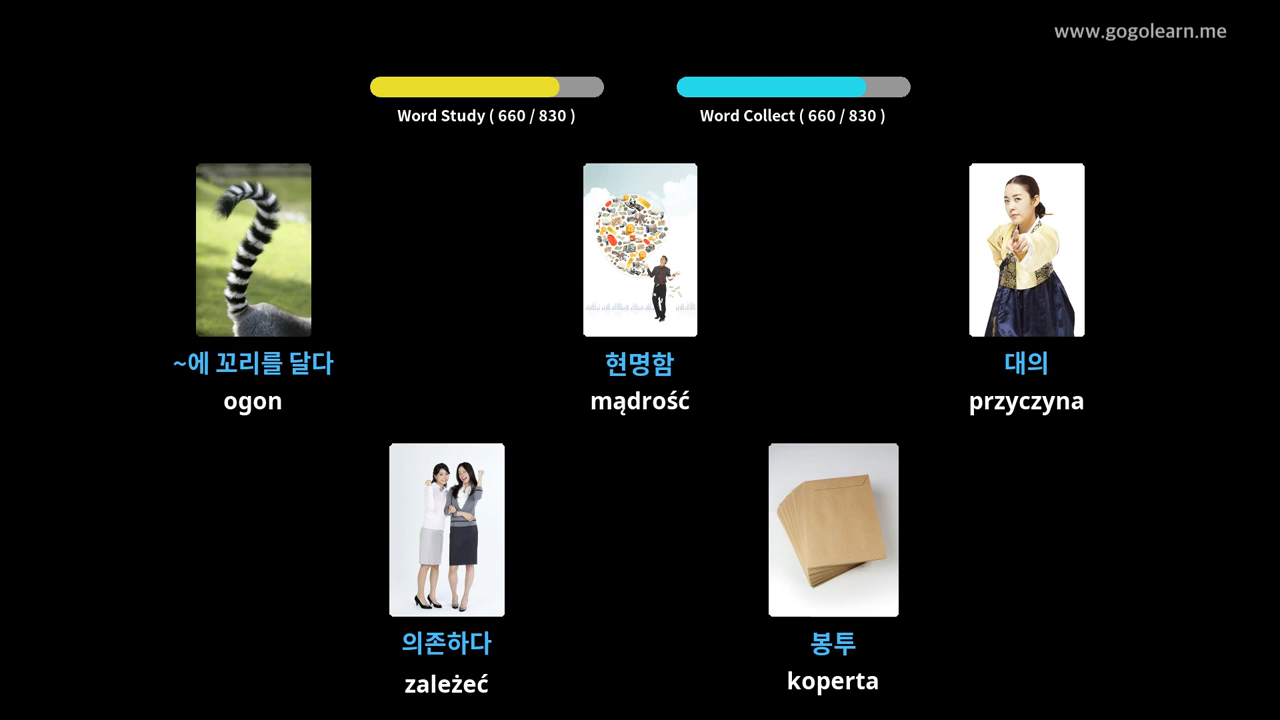 www.gogolearn.me
Word Study ( 660 / 830 )
Word Collect ( 660 / 830 )
~에 꼬리를 달다
ogon
현명함
mądrość
대의
przyczyna
의존하다
zależeć
봉투
koperta